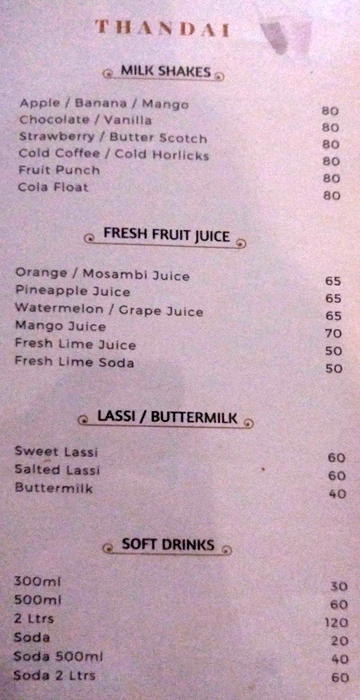 THANDAI
MILK SHAKES
Apple / Banana / Mango 80
Chocolate / Vanilla 80
Strawberry / Butter Scotch 80
Cold Coffee / Cold Horlicks 80
Fruit Punch 80
Cola Float 80
FRESH FRUIT JUICE
Orange / Mosambi Juice 65
Pineapple Juice 65
Watermelon / Grape Juice 65
Mango Juice 70
Fresh Lime Juice 50
Fresh Lime Soda 50
LASSI / BUTTERMILK
Sweet Lassi 60
Salted Lassi 60
Buttermilk 40
SOFT DRINKS
300ml 30
500ml 60
2 Ltrs 120
Soda 20
Soda 500ml 40
Soda 2 Ltrs 60